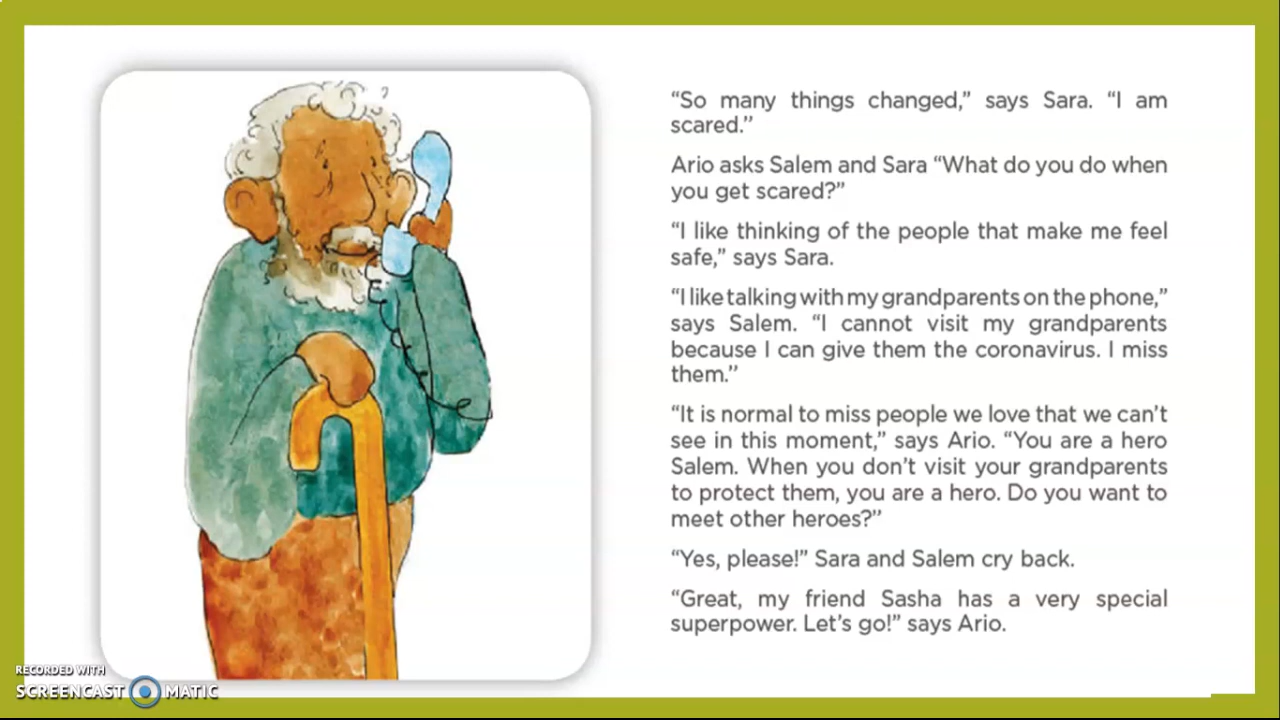 “So many things changed,” says Sara. “I am
scared.”
Ario asks Salem and Sara “What do you do when
you get scared?”
“I like thinking of the people that make me feel
safe,” says Sara.
“I like talking with my grandparents on the phone,”
says Salem. “I cannot visit my grandparents
because I can give them the coronavirus. I miss
them.”
“It is normal to miss people we love that we can’t
see in this moment,” says Ario. “You are a hero
Salem. When you don’t visit your grandparents
to protect them, you are a hero. Do you want to
meet other heroes?”
“Yes, please!” Sara and Salem cry back.
“Great, my friend Sasha has a very special
superpower. Let’s go!” says Ario.
RECORDED WITH
SCREENCAST MATIC